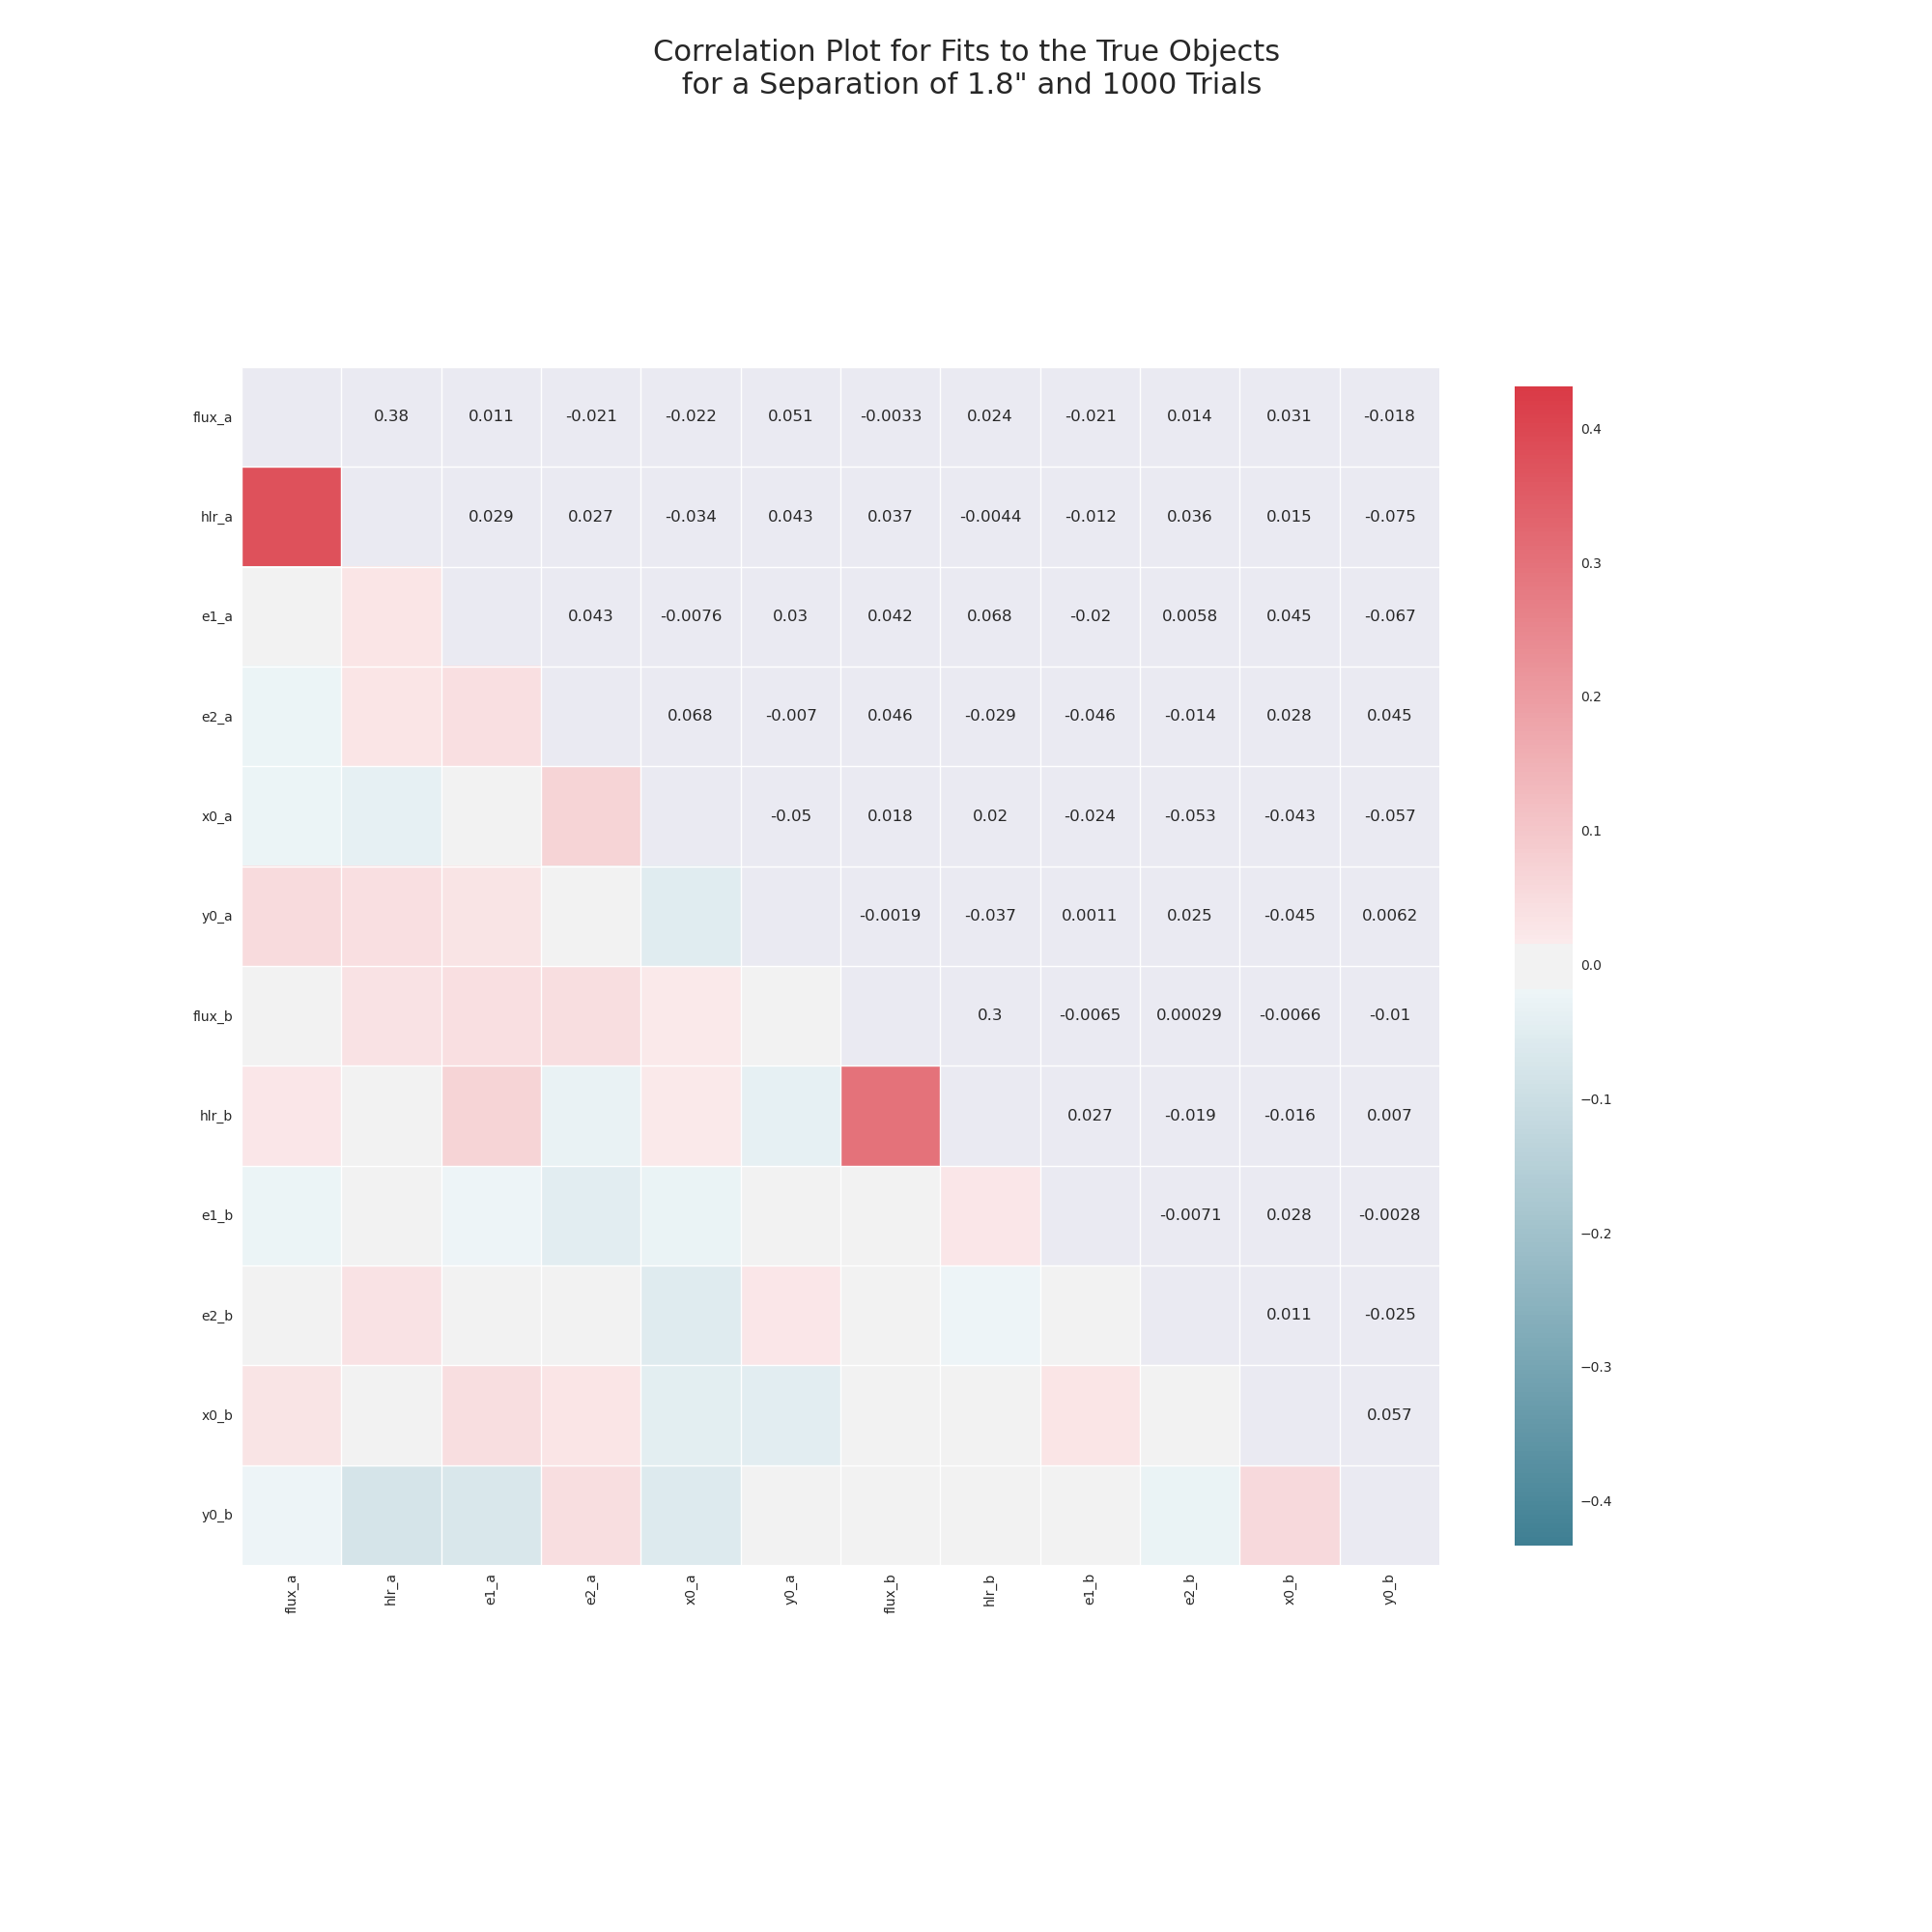 Correlation Plot for Fits to the True Objects
for a Separation of 1.8" and 1000 Trials
flux_a 0.38 0.011 -0.021 -0.022 0.051 -0.0033 0.024 -0.021 0.014 0.031 -0.018
hlr_a 0.029 0.027 -0.034 0.043 0.037 -0.0044 -0.012 0.036 0.015 -0.075
e1_a 0.043 -0.0076 0.03 0.042 0.068 -0.02 0.0058 0.045 -0.067
e2_a 0.068 -0.007 0.046 -0.029 -0.046 -0.014 0.028 0.045
x0_a -0.05 0.018 0.02 -0.024 -0.053 -0.043 -0.057
y0_a -0.0019 -0.037 0.0011 0.025 -0.045 0.0062
flux_b 0.3 -0.0065 0.00029 -0.0066 -0.01
hlr_b 0.027 -0.019 -0.016 0.007
e1_b -0.0071 0.028 -0.0028
e2_b 0.011 -0.025
x0_b 0.057
y0_b
flux_a hlr_a e1_a e2_a x0_a y0_a flux_b hlr_b e1_b e2_b x0_b y0_b
0.4
0.3
0.2
0.1
0.0
−0.1
−0.2
−0.3
−0.4